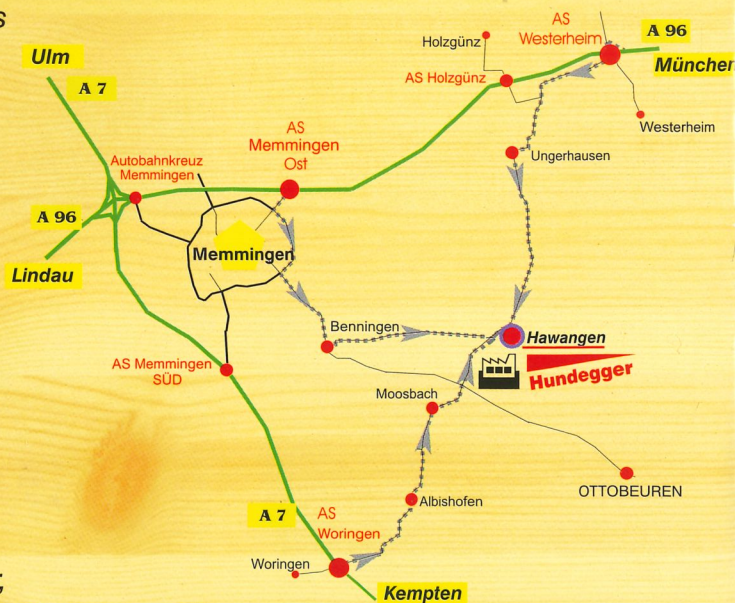 s
AS
Westerheim
A 96
Holzgünz
Ulm
München
A 7
AS Holzgünz
Westerheim
AS
Memmingen
Ost
Ungerhausen
Autobahnkreuz
Memmingen
A 96
Memmingen
Lindau
Benningen
Hawangen
AS Memmingen
SÜD
Hundegger
Moosbach
OTTOBEUREN
Albishofen
A 7
AS
Woringen
Woringen
Kempten